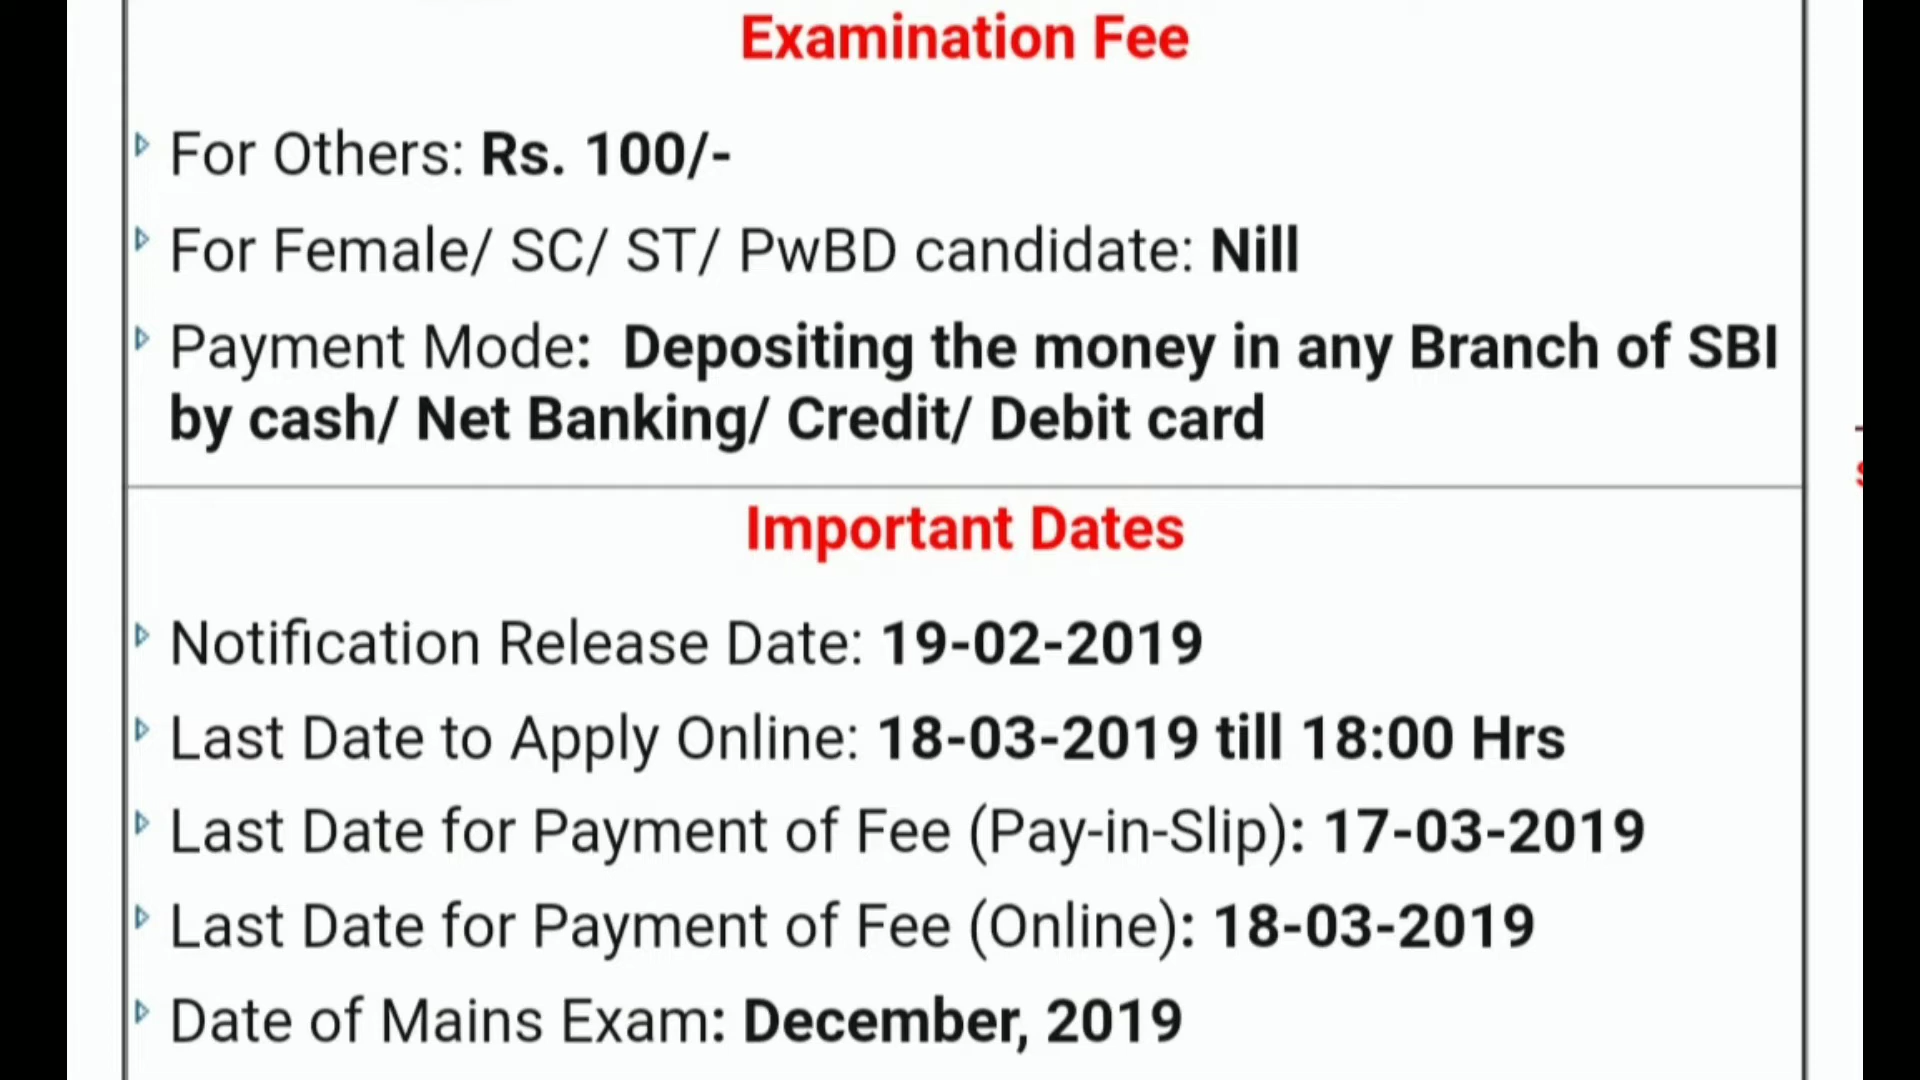 Examination Fee
For Others: Rs. 100/-
For Female/ SC/ ST/ PwBD candidate: Nill
Payment Mode: Depositing the money in any Branch of SBI
by cash/ Net Banking/ Credit/ Debit card
Important Dates
Notification Release Date: 19-02-2019
Last Date to Apply Online: 18-03-2019 till 18:00 Hrs
Last Date for Payment of Fee (Pay-in-Slip): 17-03-2019
Last Date for Payment of Fee (Online): 18-03-2019
Date of Mains Exam: December, 2019